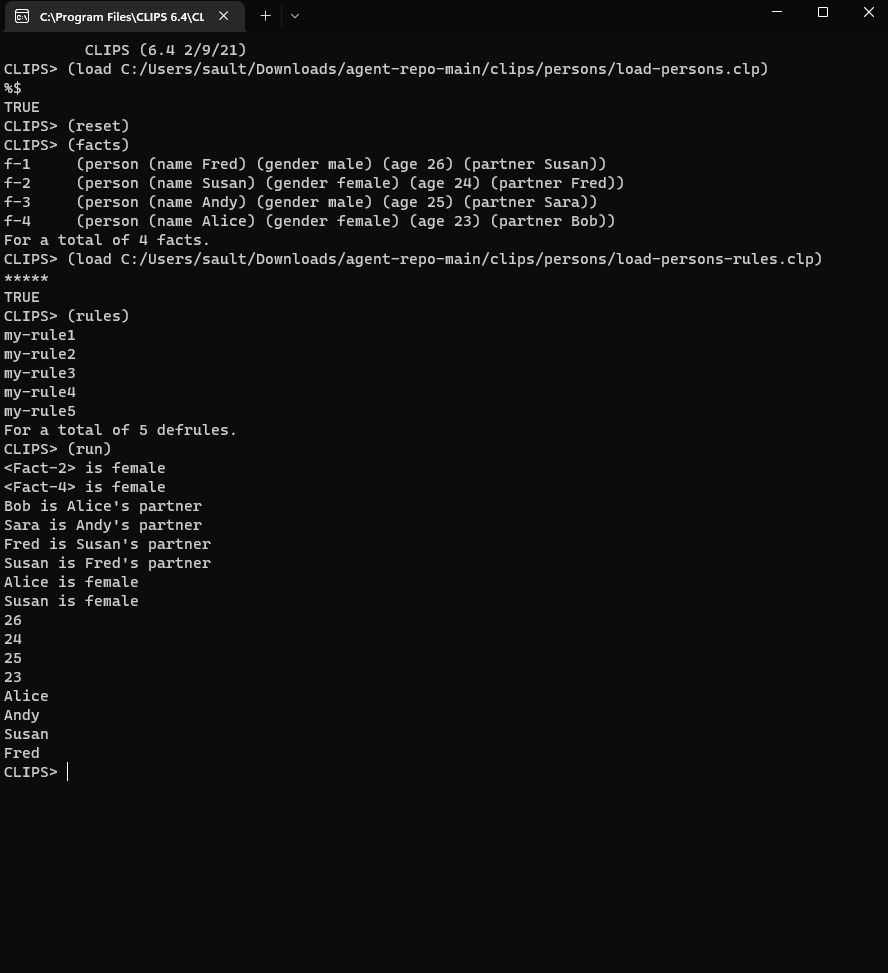 C:\Program Files\CLIPS 6.4\CL
         CLIPS (6.4 2/9/21)
CLIPS> (load C:/Users/sault/Downloads/agent-repo-main/clips/persons/load-persons.clp)
%$
TRUE
CLIPS> (reset)
CLIPS> (facts)
f-1     (person (name Fred) (gender male) (age 26) (partner Susan))
f-2     (person (name Susan) (gender female) (age 24) (partner Fred))
f-3     (person (name Andy) (gender male) (age 25) (partner Sara))
f-4     (person (name Alice) (gender female) (age 23) (partner Bob))
For a total of 4 facts.
CLIPS> (load C:/Users/sault/Downloads/agent-repo-main/clips/persons/load-persons-rules.clp)
*****
TRUE
CLIPS> (rules)
my-rule1
my-rule2
my-rule3
my-rule4
my-rule5
For a total of 5 defrules.
CLIPS> (run)
<Fact-2> is female
<Fact-4> is female
Bob is Alice's partner
Sara is Andy's partner
Fred is Susan's partner
Susan is Fred's partner
Alice is female
Susan is female
26
24
25
23
Alice
Andy
Susan
Fred
CLIPS>